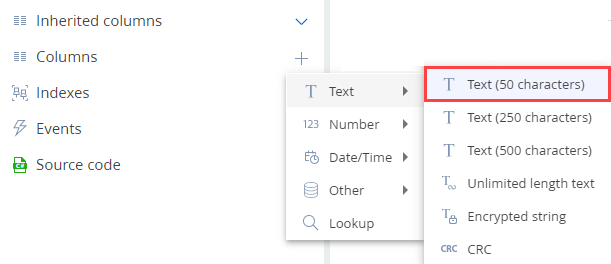 Inherited columns
Columns
Indexes
Events
C#
Source code
Text
123 Number
Date/Time
Other
Lookup
Text (50 characters)
Text (250 characters)
Text (500 characters)
Unlimited length text
Encrypted string
CRC CRC